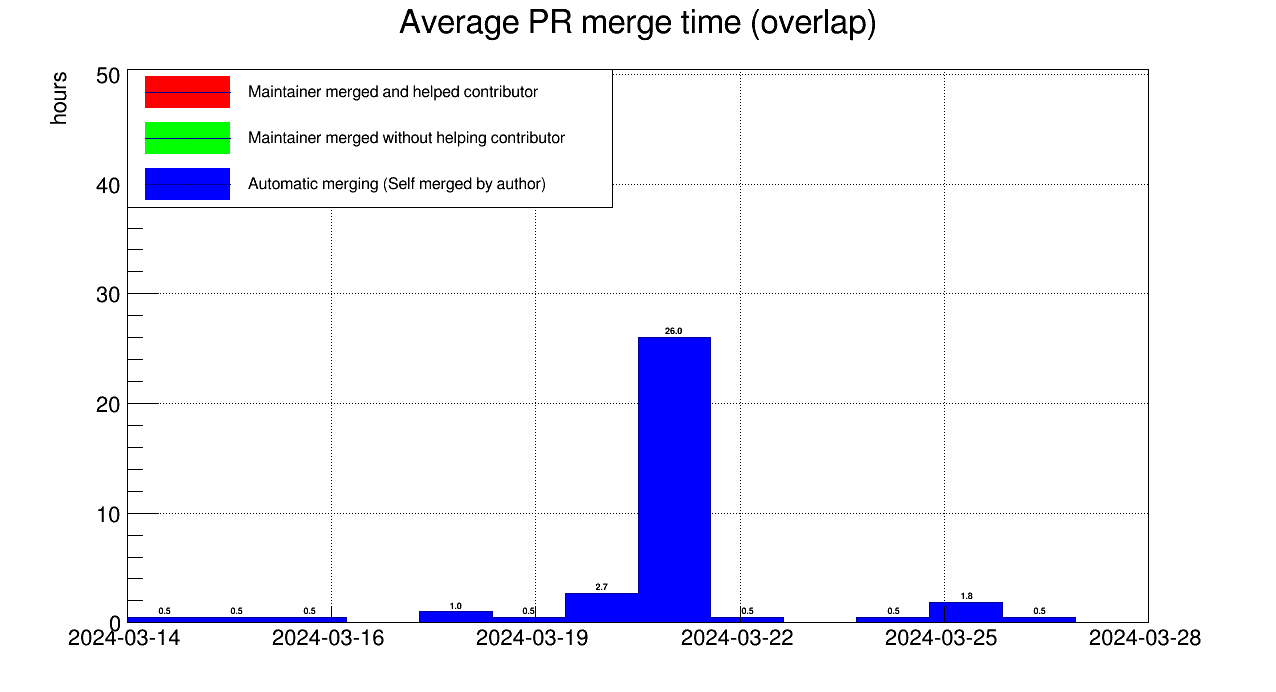 Average PR merge time (overlap)
hours
50
40
30
20
10
0
Maintainer merged and helped contributor
Maintainer merged without helping contributor
Automatic merging (Self merged by author)
0.5 0.5 0.5 1.0 0.5 2.7 26.0 0.5 0.5 1.8 0.5
2024-03-14 2024-03-16 2024-03-19 2024-03-22 2024-03-25 2024-03-28